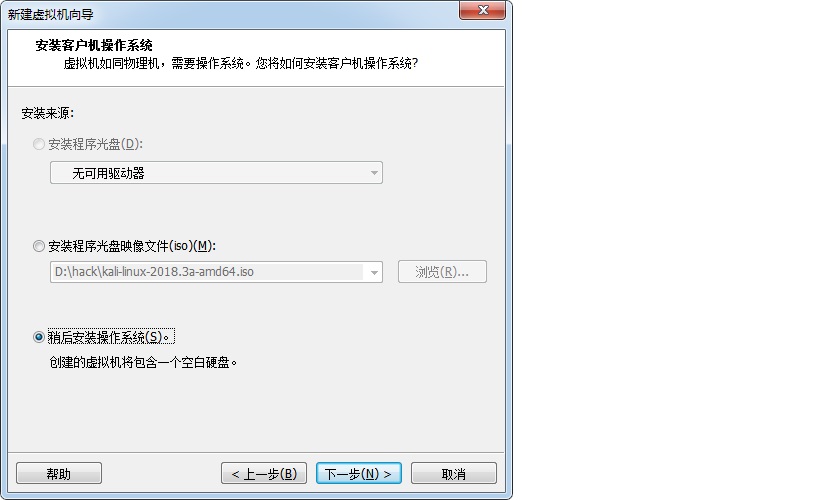 新建虚拟机向导
安装客户机操作系统
虚拟机如同物理机，需要操作系统。您将如何安装客户机操作系统?
安装来源:
安装程序光盘(D):
无可用驱动器
安装程序光盘映像文件(iso)(M):
D:\hack\kali-linux-2018.3a-amd64.iso
浏览(R)...
稍后安装操作系统(S)。
创建的虚拟机将包含一个空白硬盘。
帮助
< 上一步(B)
下一步(N) >
取消